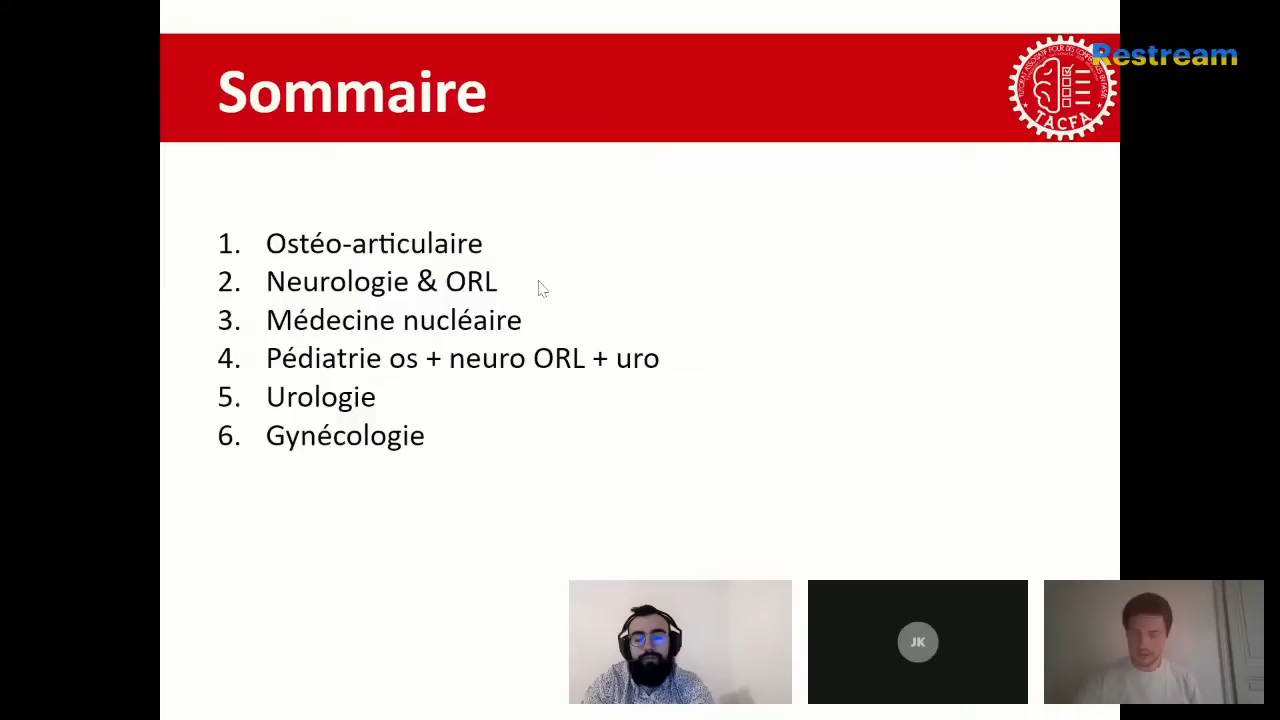 Sommaire
Restream
TACFA
1. Ostéo-articulaire
2. Neurologie & ORL
3. Médecine nucléaire
4. Pédiatrie os + neuro ORL + uro
5. Urologie
6. Gynécologie
JK